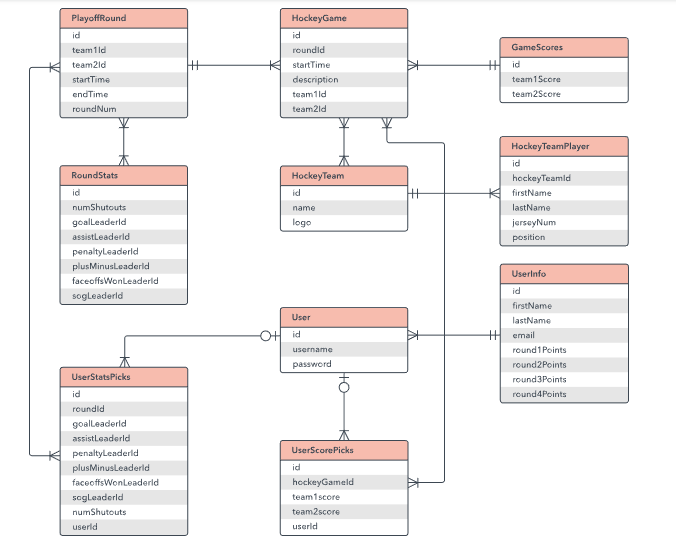 PlayoffRound
id
team1Id
team2Id
startTime
endTime
roundNum
HockeyGame
id
roundId
startTime
description
team1Id
team2Id
GameScores
id
team1Score
team2Score
RoundStats
id
numShutouts
goalLeaderId
assistLeaderId
penaltyLeaderId
plusMinusLeaderId
faceoffsWonLeaderId
sogLeaderId
HockeyTeam
id
name
logo
HockeyTeamPlayer
id
hockeyTeamId
firstName
lastName
jerseyNum
position
User
id
username
password
UserInfo
id
firstName
lastName
email
round1Points
round2Points
round3Points
round4Points
UserStatsPicks
id
roundId
goalLeaderId
assistLeaderId
penaltyLeaderId
plusMinusLeaderId
faceoffsWonLeaderId
sogLeaderId
numShutouts
userId
UserScorePicks
id
hockeyGameId
team1score
team2score
userId